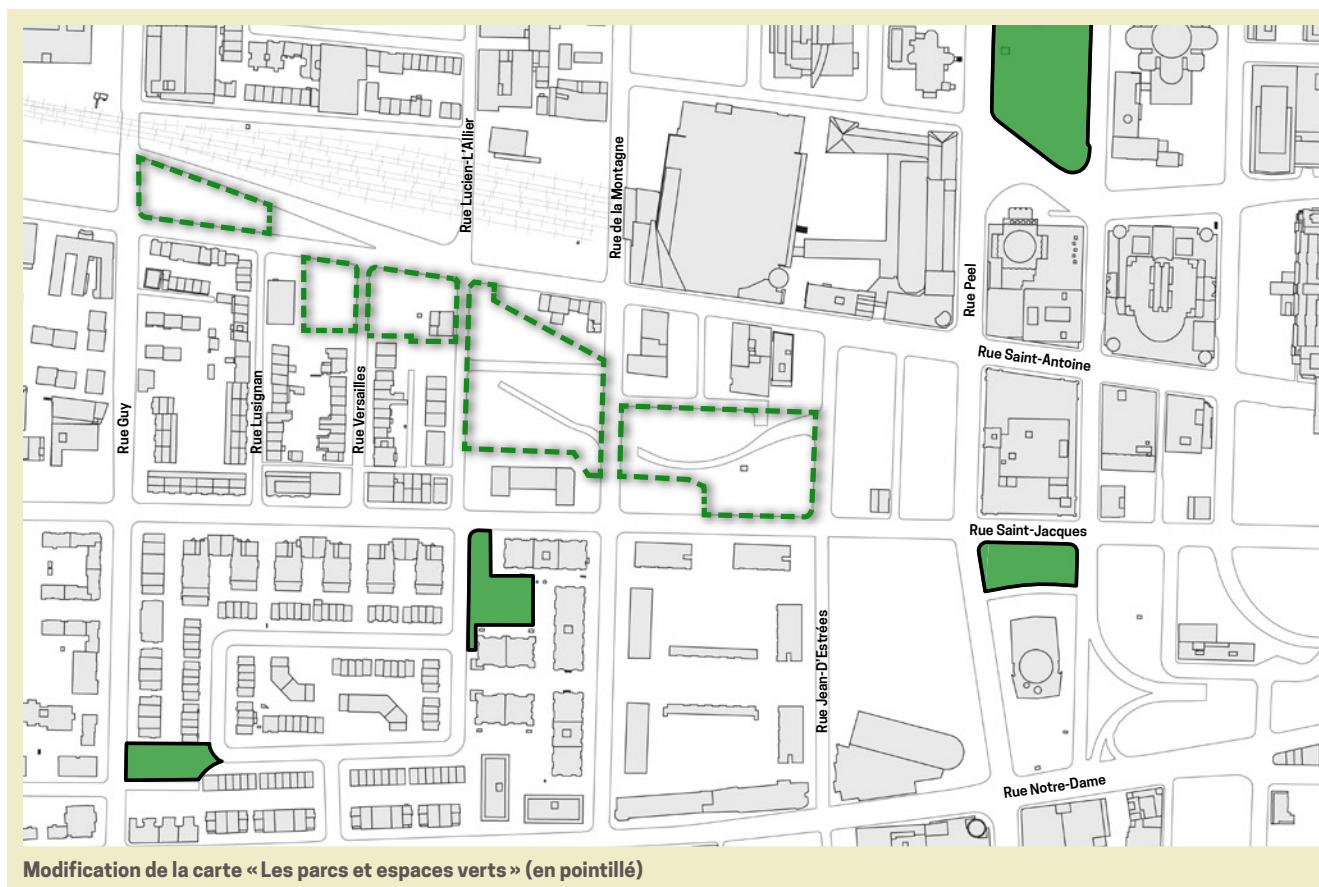 Rue Lucien-L'Allier
Rue de la Montagne
Rue Peel
Rue Saint-Antoine
Rue Guy
Rue Lusignan
Rue Versailles
Rue Saint-Jacques
Rue Jean-D'Estrées
Rue Notre-Dame
Modification de la carte « Les parcs et espaces verts » (en pointillé)